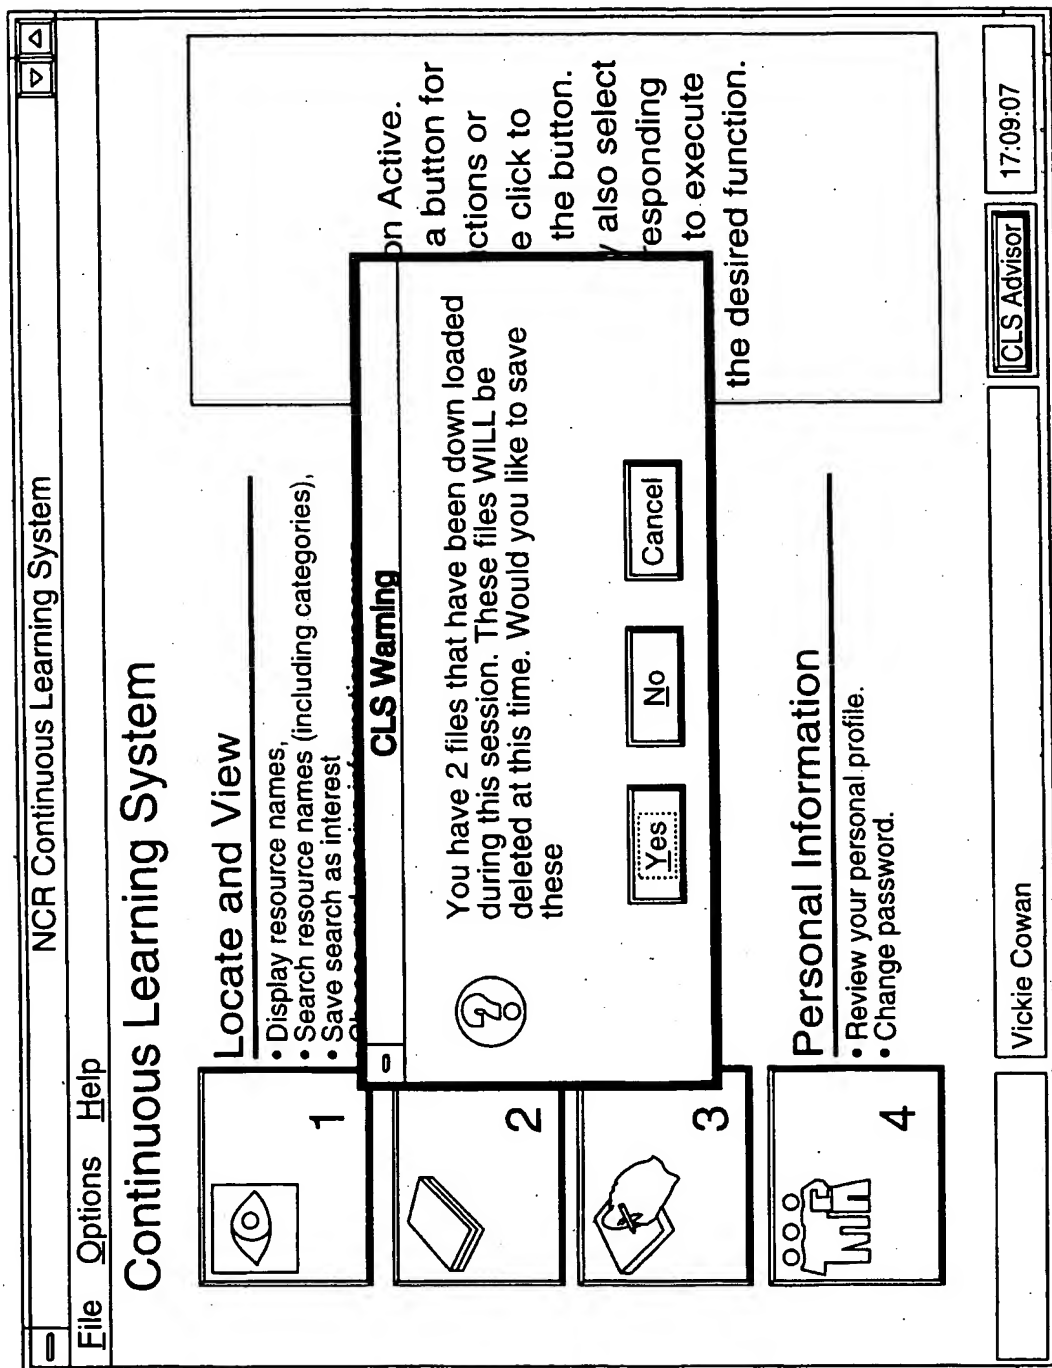 NCR Continuous Learning System
File Options Help
Continuous Learning System
1
Locate and View
• Display resource names,
• Search resource names (including categories),
• Save search as interest
2
3
4
Personal Information
• Review your personal profile.
• Change password.
on Active.
a button for
ctions or
e click to
the button.
also select
esponding
to execute
the desired function.
CLS Warning
You have 2 files that have been down loaded
during this session. These files WILL be
deleted at this time. Would you like to save
these
Yes No Cancel
Vickie Cowan
CLS Advisor
17:09:07